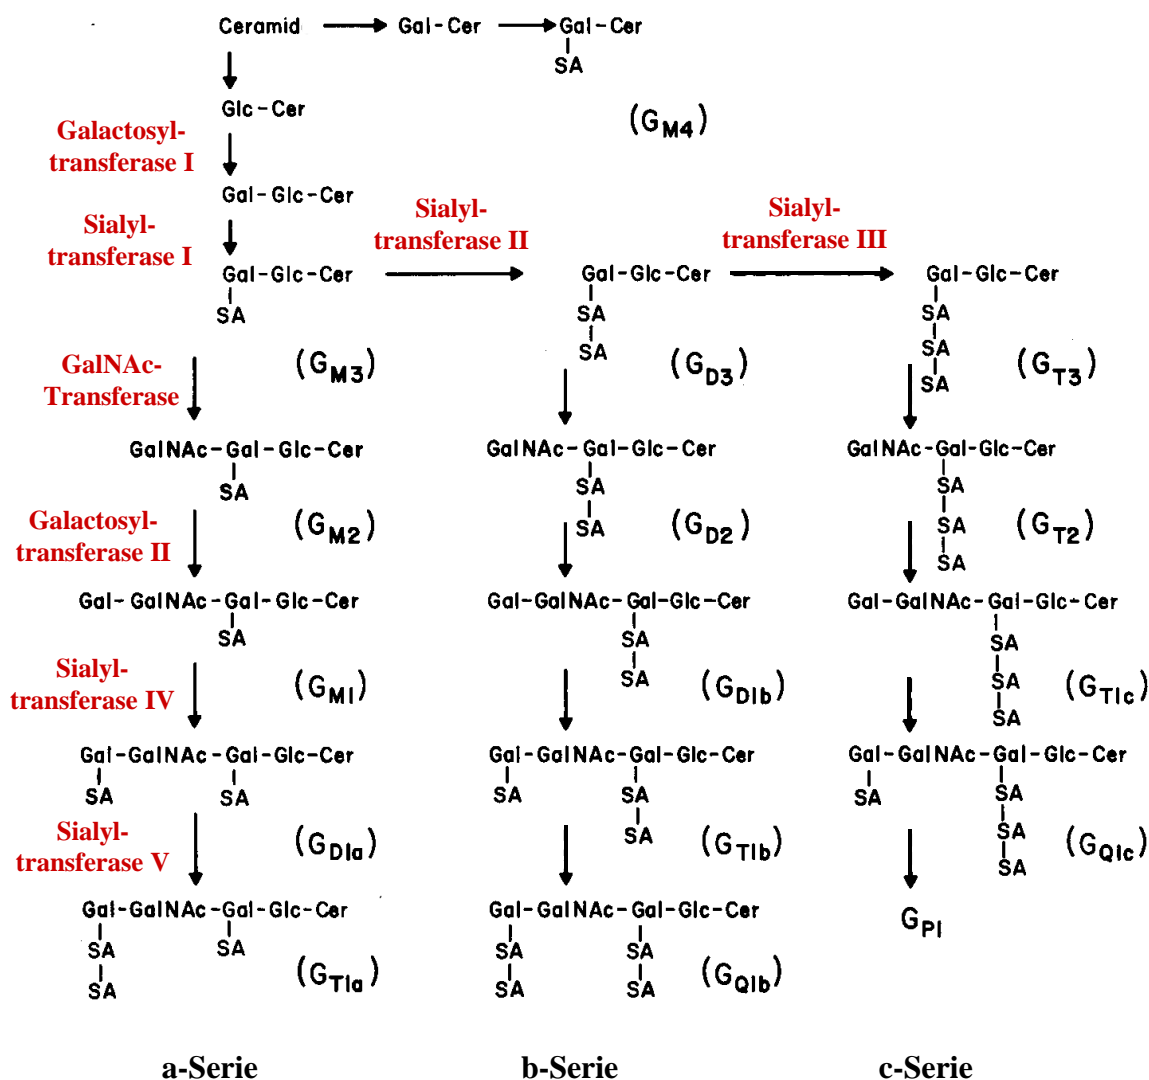 Ceramid Gal-Cer Gal-Cer
SA
Glc-Cer (GM4)
Galactosyl-
transferase I
Gal-Glc-Cer
Sialyl-
transferase I
Sialyl-
transferase II
Sialyl-
transferase III
Gal-Glc-Cer Gal-Glc-Cer Gal-Glc-Cer
SA SA SA
SA SA
SA
(GM3) (GD3) (GT3)
GalNAc-
Transferase
GalNAc-Gal-Glc-Cer GalNAc-Gal-Glc-Cer GalNAc-Gal-Glc-Cer
SA SA SA
SA SA
SA
(GM2) (GD2) (GT2)
Galactosyl-
transferase II
Gal-GalNAc-Gal-Glc-Cer Gal-GalNAc-Gal-Glc-Cer Gal-GalNAc-Gal-Glc-Cer
SA SA SA
SA SA
SA
(GM1) (GD1b) (GT1c)
Sialyl-
transferase IV
Gal-GalNAc-Gal-Glc-Cer Gal-GalNAc-Gal-Glc-Cer Gal-GalNAc-Gal-Glc-Cer
SA SA SA SA SA SA
SA SA
SA
(GD1a) (GT1b) (GQ1c)
Sialyl-
transferase V
Gal-GalNAc-Gal-Glc-Cer Gal-GalNAc-Gal-Glc-Cer GP1
SA SA SA SA
SA SA SA
(GT1a) (GQ1b)
a-Serie b-Serie c-Serie